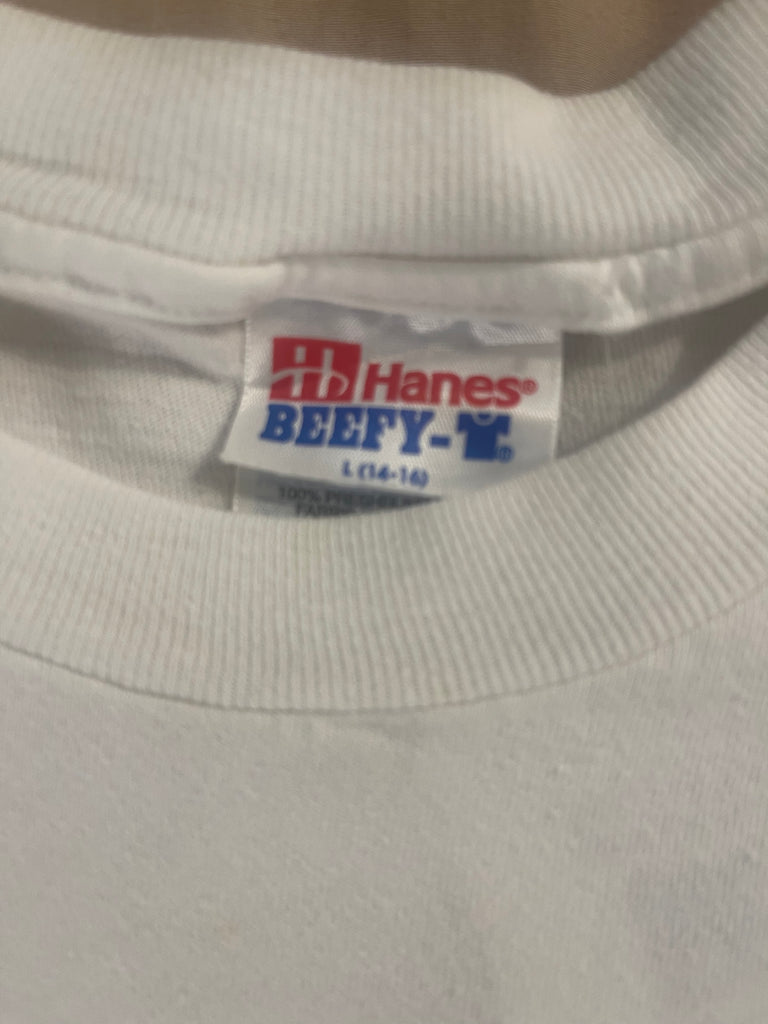 Hanes®
BEEFY-T®
L (14-16)
100%